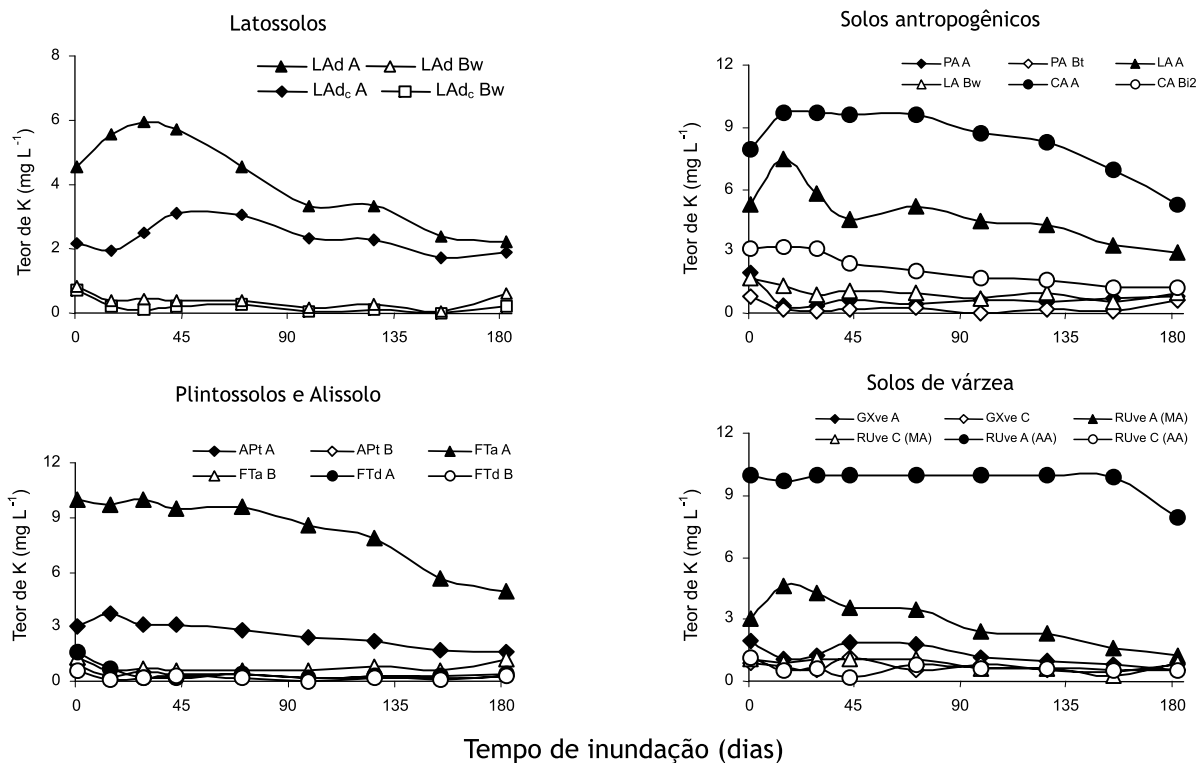 Latossolos
LAd A LAd Bw
LAdc A LAdc Bw
Teor de K (mg L⁻¹)
8
6
4
2
0
0 45 90 135 180
Solos antropogênicos
PA A PA Bt LA A
LA Bw CA A CA Bi2
Teor de K (mg L⁻¹)
12
9
6
3
0
0 45 90 135 180
Plintossolos e Alissolo
APt A APt B FTa A
FTa B FTd A FTd B
Teor de K (mg L⁻¹)
12
6
3
0
0 45 90 135 180
Solos de várzea
GXve A GXve C RUve A (MA)
RUve C (MA) RUve A (AA) RUve C (AA)
Teor de K (mg L⁻¹)
12
9
6
3
0
0 45 90 135 180
Tempo de inundação (dias)